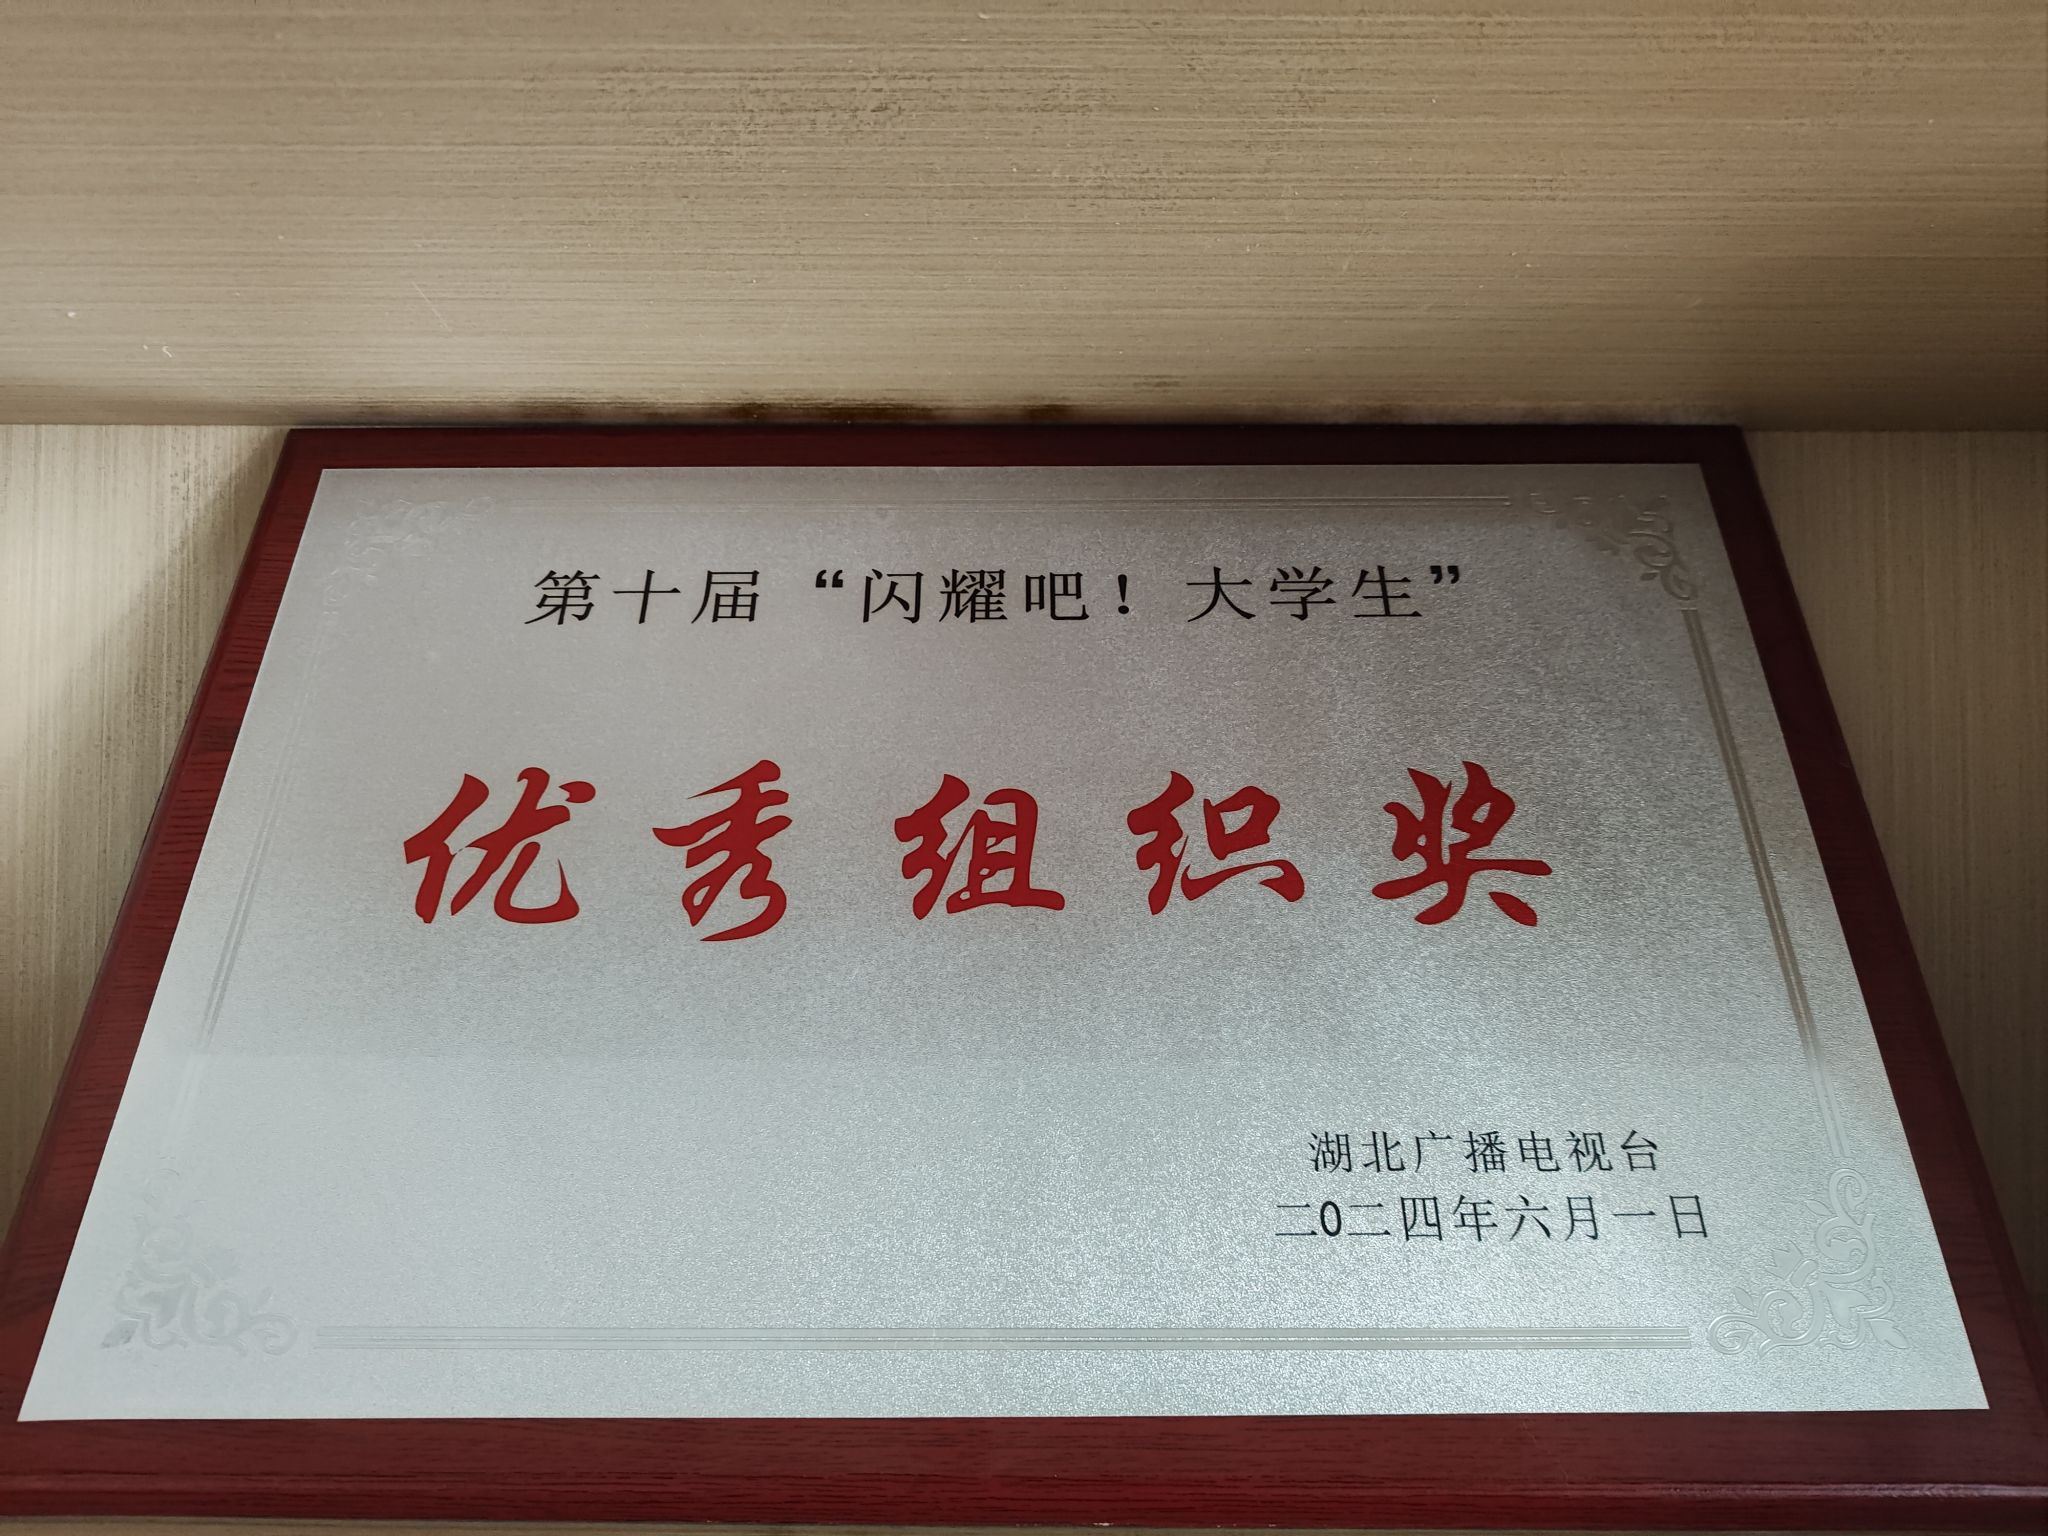 第十届“闪耀吧！大学生”
优秀组织奖
湖北广播电视台
二0二四年六月一日